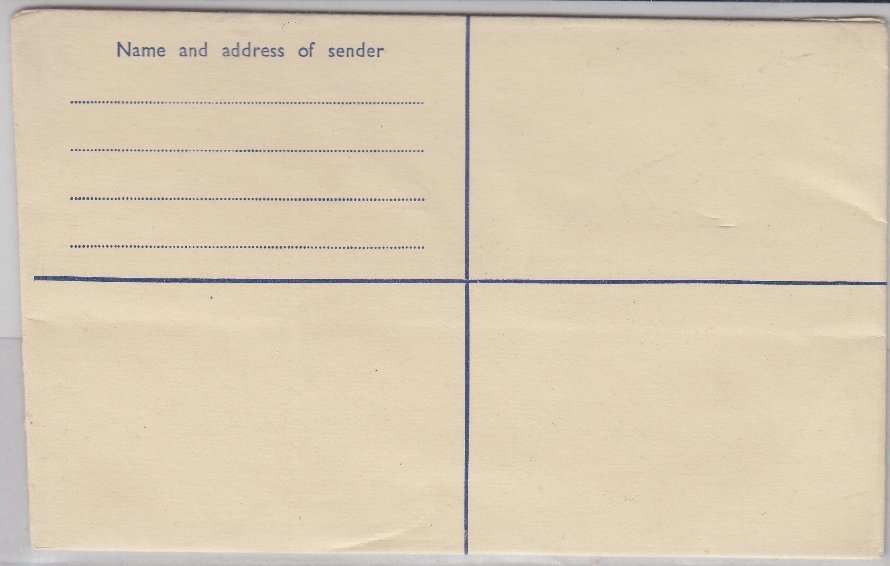 Name and address of sender